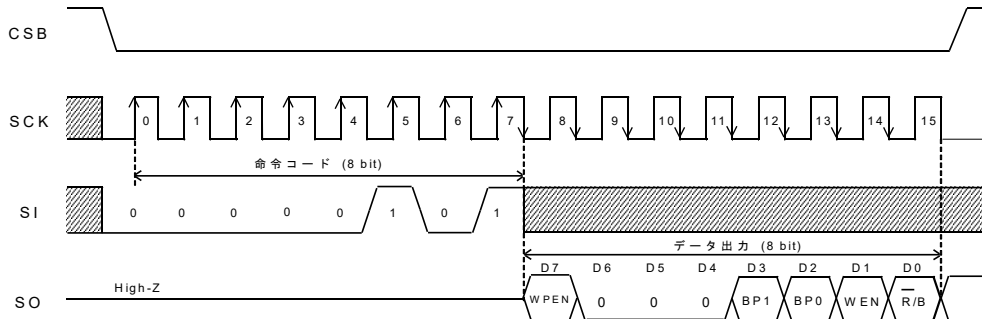 CSB
SCK 0 1 2 3 4 5 6 7 8 9 10 11 12 13 14 15
命令コード (8 bit)
SI 0 0 0 0 0 1 0 1
データ出力 (8 bit)
D7 D6 D5 D4 D3 D2 D1 D0
High-Z
SO WPEN 0 0 0 BP1 BP0 WEN R̅/B